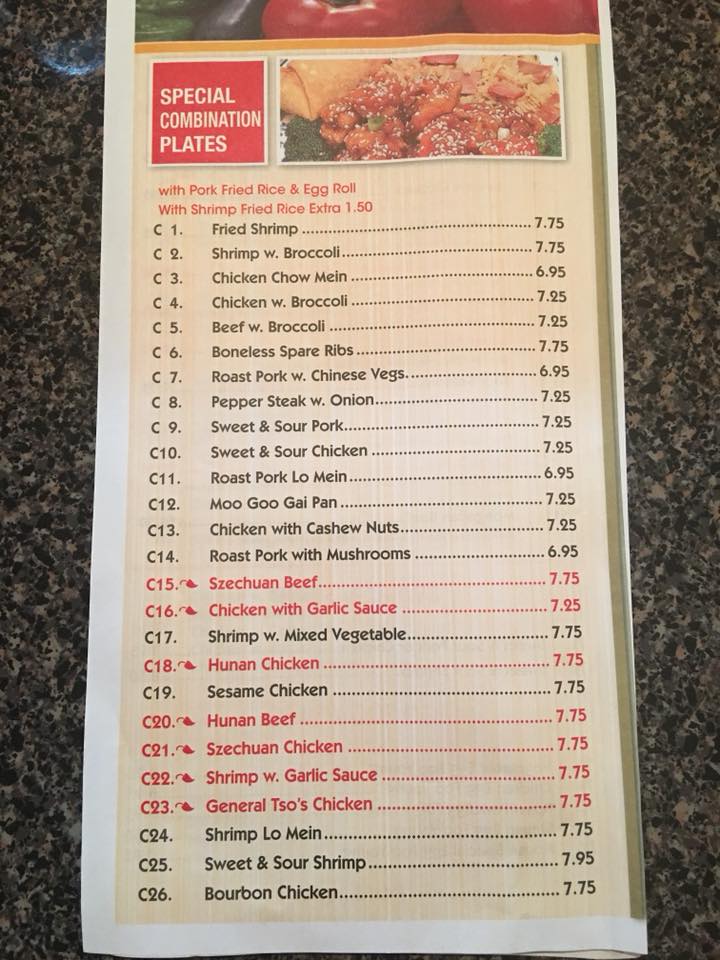 SPECIAL
COMBINATION
PLATES
with Pork Fried Rice & Egg Roll
With Shrimp Fried Rice Extra 1.50
C 1. Fried Shrimp ........ 7.75
C 2. Shrimp w. Broccoli ........ 7.75
C 3. Chicken Chow Mein ........ 6.95
C 4. Chicken w. Broccoli ........ 7.25
C 5. Beef w. Broccoli ........ 7.25
C 6. Boneless Spare Ribs ........ 7.75
C 7. Roast Pork w. Chinese Vegs. ........ 6.95
C 8. Pepper Steak w. Onion ........ 7.25
C 9. Sweet & Sour Pork ........ 7.25
C10. Sweet & Sour Chicken ........ 7.25
C11. Roast Pork Lo Mein ........ 6.95
C12. Moo Goo Gai Pan ........ 7.25
C13. Chicken with Cashew Nuts ........ 7.25
C14. Roast Pork with Mushrooms ........ 6.95
C15. Szechuan Beef ........ 7.75
C16. Chicken with Garlic Sauce ........ 7.25
C17. Shrimp w. Mixed Vegetable ........ 7.75
C18. Hunan Chicken ........ 7.75
C19. Sesame Chicken ........ 7.75
C20. Hunan Beef ........ 7.75
C21. Szechuan Chicken ........ 7.75
C22. Shrimp w. Garlic Sauce ........ 7.75
C23. General Tso's Chicken ........ 7.75
C24. Shrimp Lo Mein ........ 7.75
C25. Sweet & Sour Shrimp ........ 7.95
C26. Bourbon Chicken ........ 7.75